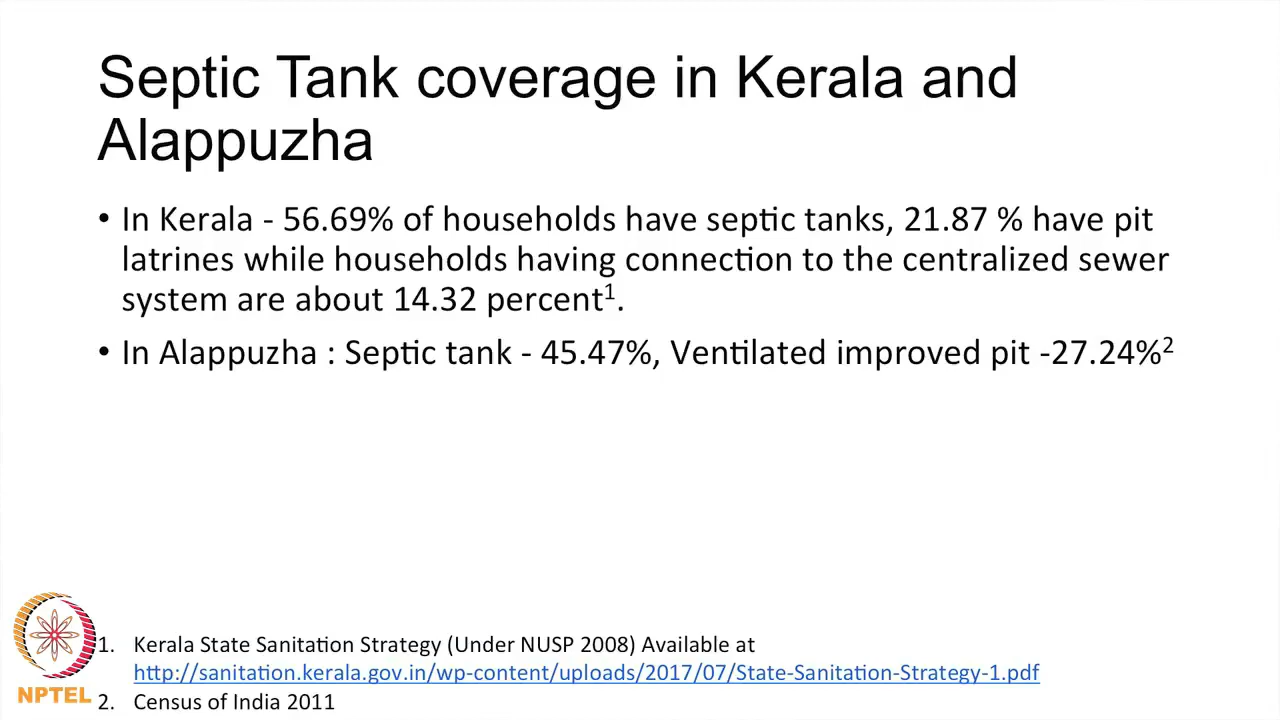 Septic Tank coverage in Kerala and
Alappuzha
• In Kerala - 56.69% of households have septic tanks, 21.87 % have pit
latrines while households having connection to the centralized sewer
system are about 14.32 percent¹.
• In Alappuzha : Septic tank - 45.47%, Ventilated improved pit -27.24%²
1. Kerala State Sanitation Strategy (Under NUSP 2008) Available at
http://sanitation.kerala.gov.in/wp-content/uploads/2017/07/State-Sanitation-Strategy-1.pdf
2. Census of India 2011
NPTEL